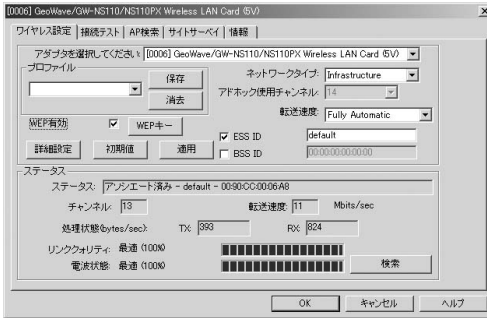 [0006] GeoWave/GW-NS110/GW-NS110PX Wireless LAN Card (5V)
ワイヤレス設定 接続テスト AP検索 サイトサーベイ 情報
アダプタを選択してください: [0006] GeoWave/GW-NS110/GW-NS110PX Wireless LAN Card (5V)
プロファイル
保存
消去
ネットワークタイプ: Infrastructure
アドホック使用チャンネル: 14
転送速度: Fully Automatic
WEP有効 WEPキー
ESS ID default
詳細設定 初期値 適用 BSS ID 00:00:00:00:00:00
ステータス
ステータス: アソシエート済み - default - 00:90:CC:00:06:A8
チャンネル: 13 転送速度: 11 Mbits/sec
処理状態(bytes/sec): TX: 393 RX: 824
リンククォリティ: 最適 (100%)
電波状態: 最適 (100%) 検索
OK キャンセル ヘルプ